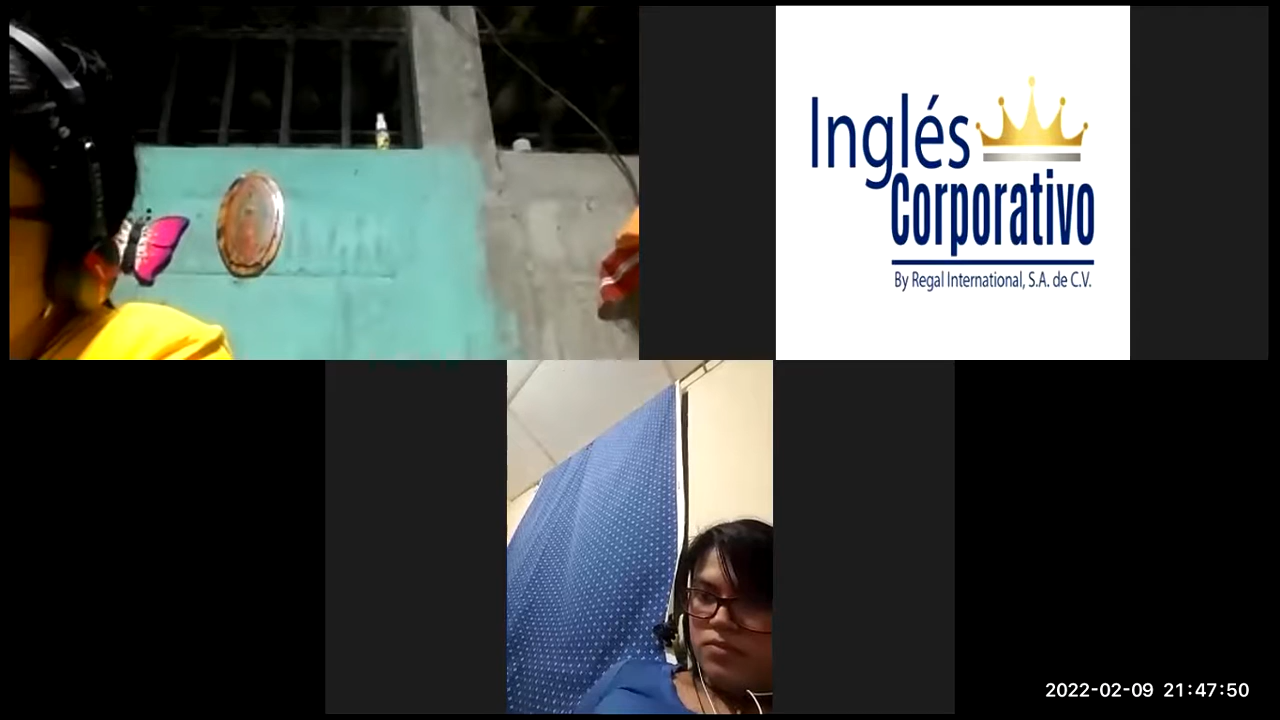 Inglés
Corporativo
By Regal International, S.A. de C.V.
2022-02-09 21:47:50